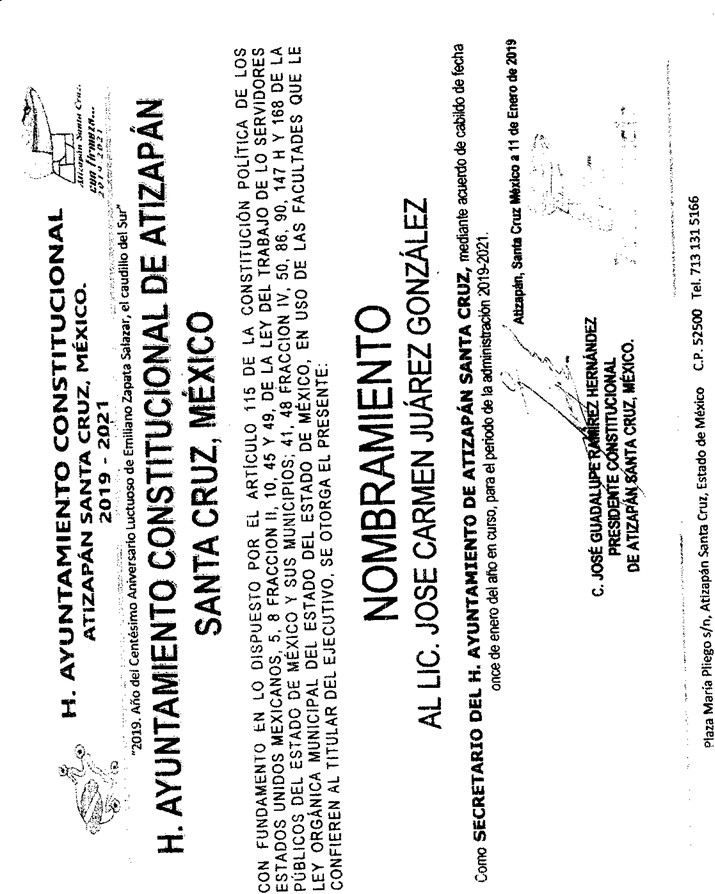 H. AYUNTAMIENTO CONSTITUCIONAL
ATIZAPÁN SANTA CRUZ, MÉXICO.
2019 - 2021
Atizapán Santa Cruz
con firmeza...
2019-2021
"2019. Año del Centésimo Aniversario Luctuoso de Emiliano Zapata Salazar, el caudillo del Sur"
H. AYUNTAMIENTO CONSTITUCIONAL DE ATIZAPÁN
SANTA CRUZ, MÉXICO
CON FUNDAMENTO EN LO DISPUESTO POR EL ARTÍCULO 115 DE LA CONSTITUCIÓN POLÍTICA DE LOS
ESTADOS UNIDOS MEXICANOS, 5, 8 FRACCION II, 10, 45 Y 49, DE LA LEY DEL TRABAJO DE LO SERVIDORES
PÚBLICOS DEL ESTADO DE MÉXICO Y SUS MUNICIPIOS; 41, 48 FRACCION IV, 50, 86, 90, 147 H Y 168 DE LA
LEY ORGÁNICA MUNICIPAL DEL ESTADO DEL ESTADO DE MÉXICO, EN USO DE LAS FACULTADES QUE LE
CONFIEREN AL TITULAR DEL EJECUTIVO. SE OTORGA EL PRESENTE:
NOMBRAMIENTO
AL LIC. JOSE CARMEN JUÁREZ GONZÁLEZ
Como SECRETARIO DEL H. AYUNTAMIENTO DE ATIZAPÁN SANTA CRUZ, mediante acuerdo de cabildo de fecha
once de enero del año en curso, para el periodo de la administración 2019-2021.
Atizapán, Santa Cruz México a 11 de Enero de 2019
C. JOSÉ GUADALUPE RAMÍREZ HERNÁNDEZ
PRESIDENTE CONSTITUCIONAL
DE ATIZAPÁN SANTA CRUZ, MÉXICO.
Plaza María Pliego s/n, Atizapán Santa Cruz, Estado de México C.P. 52500 Tel. 713 131 5166